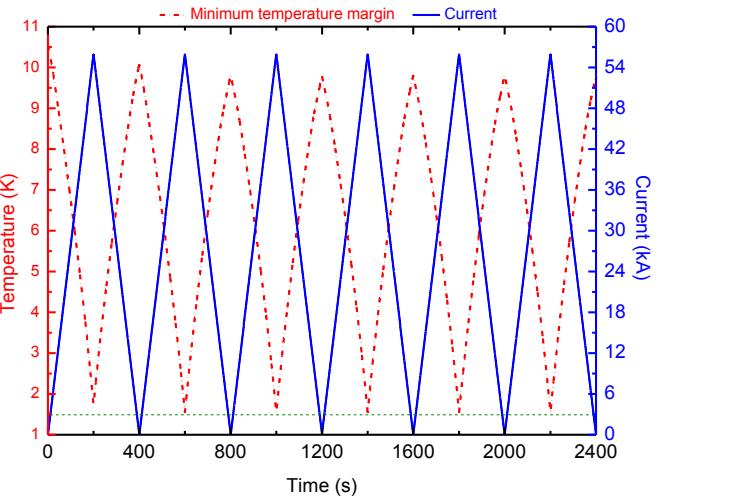 Minimum temperature margin Current
11 60
10 54
9 48
8 42
7 36
6 30
5 24
4 18
3 12
2 6
1 0
Temperature (K)
Current (kA)
0 400 800 1200 1600 2000 2400
Time (s)